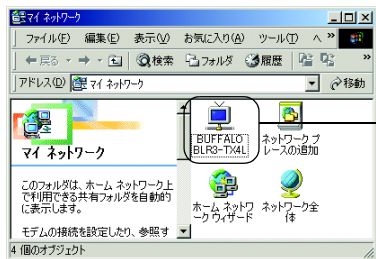 マイ ネットワーク
ファイル(F) 編集(E) 表示(V) お気に入り(A) ツール(T) ヘ »
戻る 検索 フォルダ 履歴 »
アドレス(D) マイ ネットワーク 移動
マイ ネットワーク
このフォルダは、ホーム ネットワーク上
で利用できる共有フォルダを自動的
に表示します。
モデムの接続を設定したり、参照す
BUFFALO
BLR3-TX4L
ネットワーク プ
レースの追加
ホーム ネットワ
ーク ウィザード
ネットワーク全
体
4 個のオブジェクト